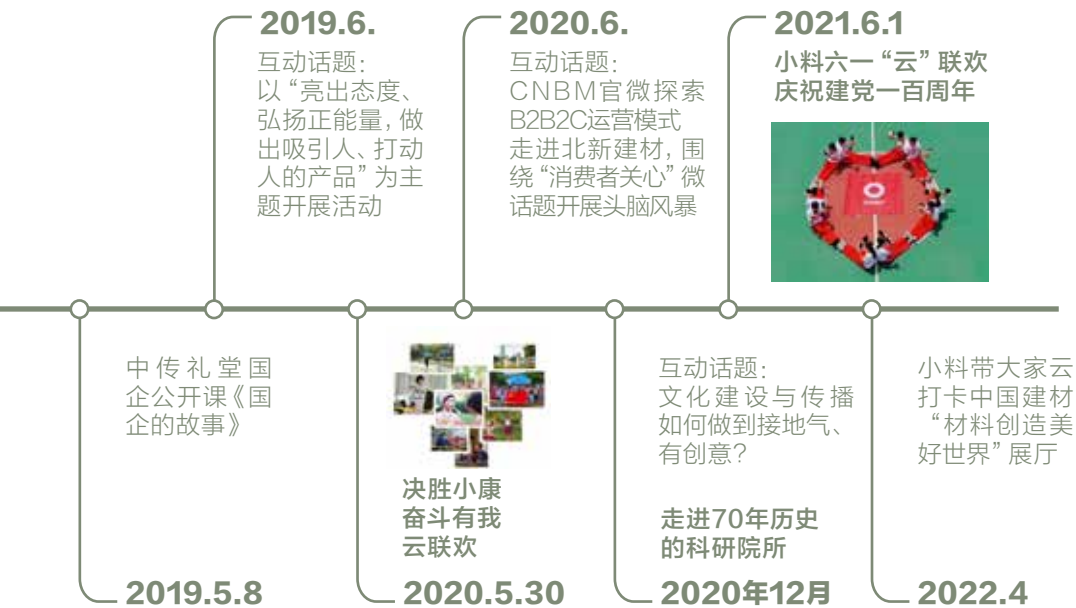 2019.6.
互动话题：
以“亮出态度、
弘扬正能量，做
出吸引人、打动
人的产品”为主
题开展活动
2020.6.
互动话题：
CNBM官微探索
B2B2C运营模式
走进北新建材，围
绕“消费者关心”微
话题开展头脑风暴
2021.6.1
小料六一“云”联欢
庆祝建党一百周年
中传礼堂国
企公开课《国
企的故事》
2019.5.8
决胜小康
奋斗有我
云联欢
2020.5.30
互动话题：
文化建设与传播
如何做到接地气、
有创意？
走进70年历史
的科研院所
2020年12月
小料带大家云
打卡中国建材
“材料创造美
好世界”展厅
2022.4